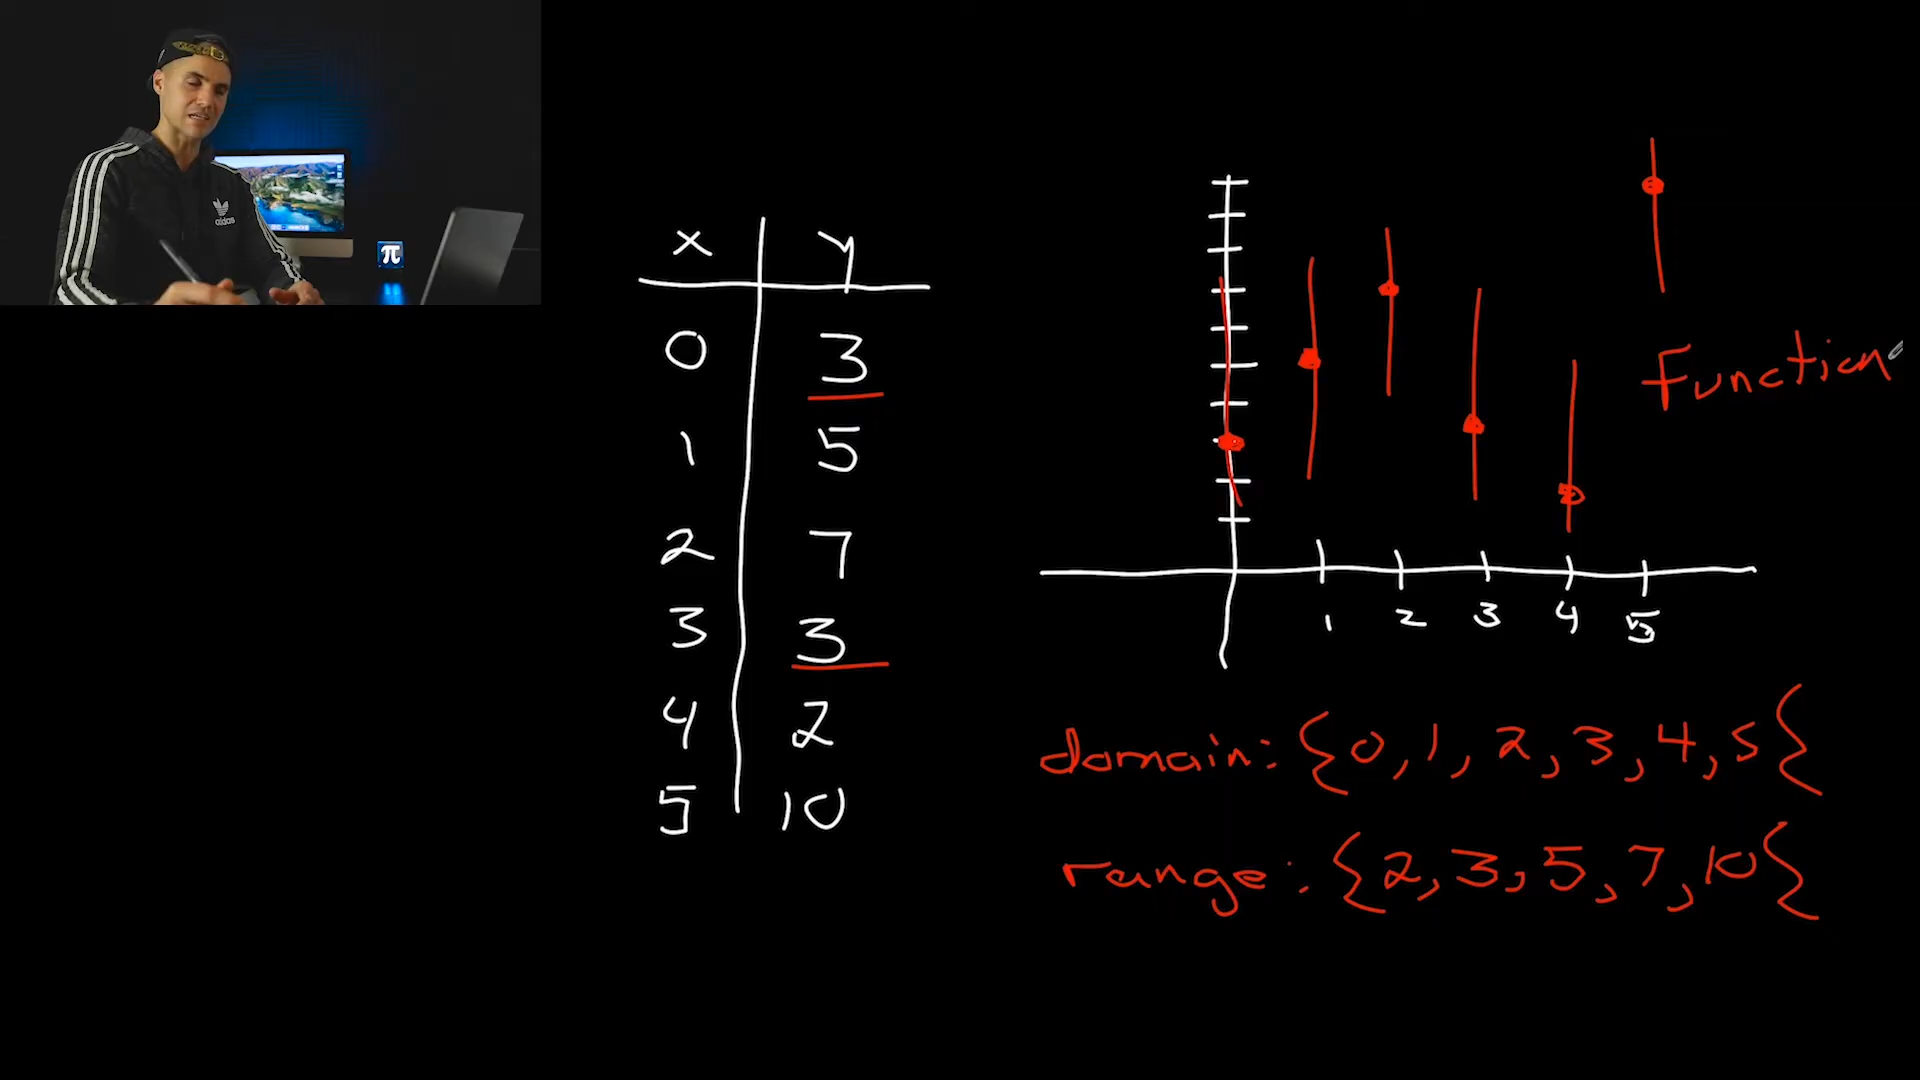 adidas
π
x y
0 3
1 5
2 7
3 3
4 2
5 10
Function
1 2 3 4 5
domain: {0, 1, 2, 3, 4, 5{
range: {2, 3, 5, 7, 10{